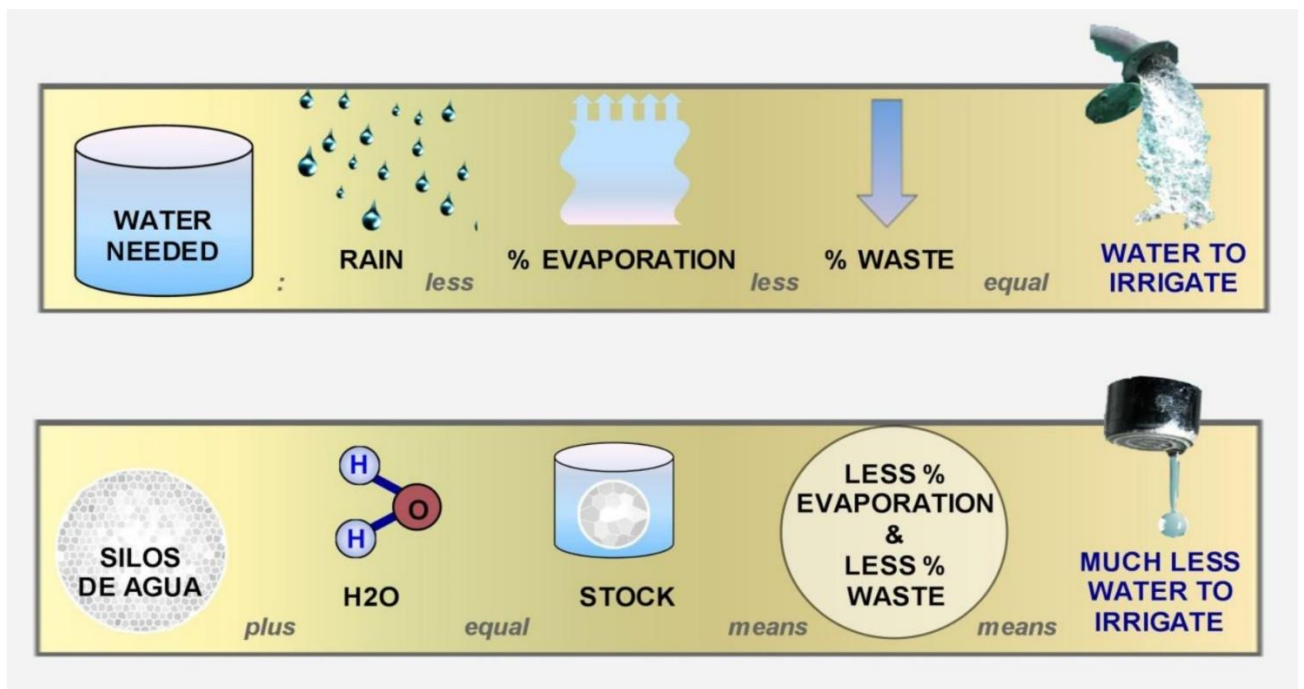 WATER
NEEDED
:
RAIN
less
% EVAPORATION
less
% WASTE
equal
WATER TO
IRRIGATE
SILOS
DE AGUA
plus
H
O
H
H2O
equal
STOCK
means
LESS %
EVAPORATION
&
LESS %
WASTE
means
MUCH LESS
WATER TO
IRRIGATE